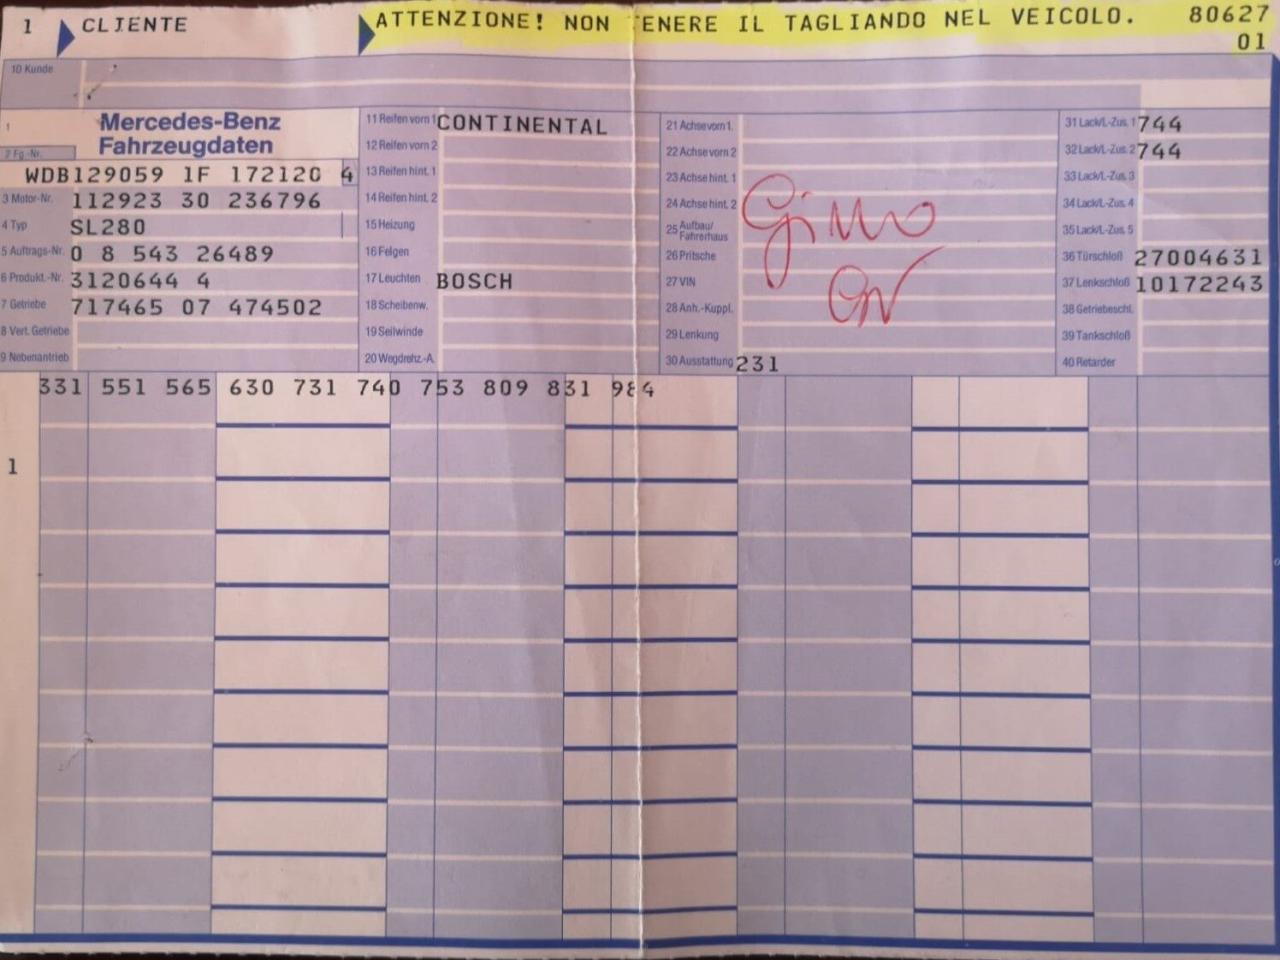 1 CLIENTE ATTENZIONE! NON TENERE IL TAGLIANDO NEL VEICOLO. 80627
01
10 Kunde
1
Mercedes-Benz
Fahrzeugdaten
2 Fg.-Nr.
WDB129059 1F 172120 4
3 Motor-Nr. 112923 30 236796
4 Typ SL280
5 Auftrags-Nr. 0 8 543 26489
6 Produkt.-Nr. 3120644 4
7 Getriebe 717465 07 474502
8 Vert. Getriebe
9 Nebenantrieb
11 Reifen vorn 1 CONTINENTAL
12 Reifen vorn 2
13 Reifen hint. 1
14 Reifen hint. 2
15 Heizung
16 Felgen
17 Leuchten BOSCH
18 Scheibenw.
19 Seilwinde
20 Wegdrehz.-A.
21 Achse vorn 1.
22 Achse vorn 2
23 Achse hint. 1
24 Achse hint. 2
25 Aufbau/
Fahrerhaus
26 Pritsche
27 VIN
28 Anh.-Kuppl.
29 Lenkung
30 Ausstattung 231
31 Lack/L-Zus. 1 744
32 Lack/L-Zus. 2 744
33 Lack/L-Zus. 3
34 Lack/L-Zus. 4
35 Lack/L-Zus. 5
36 Türschloß 27004631
37 Lenkschloß 10172243
38 Getriebeschl.
39 Tankschloß
40 Retarder
331 551 565 630 731 740 753 809 831 984
1